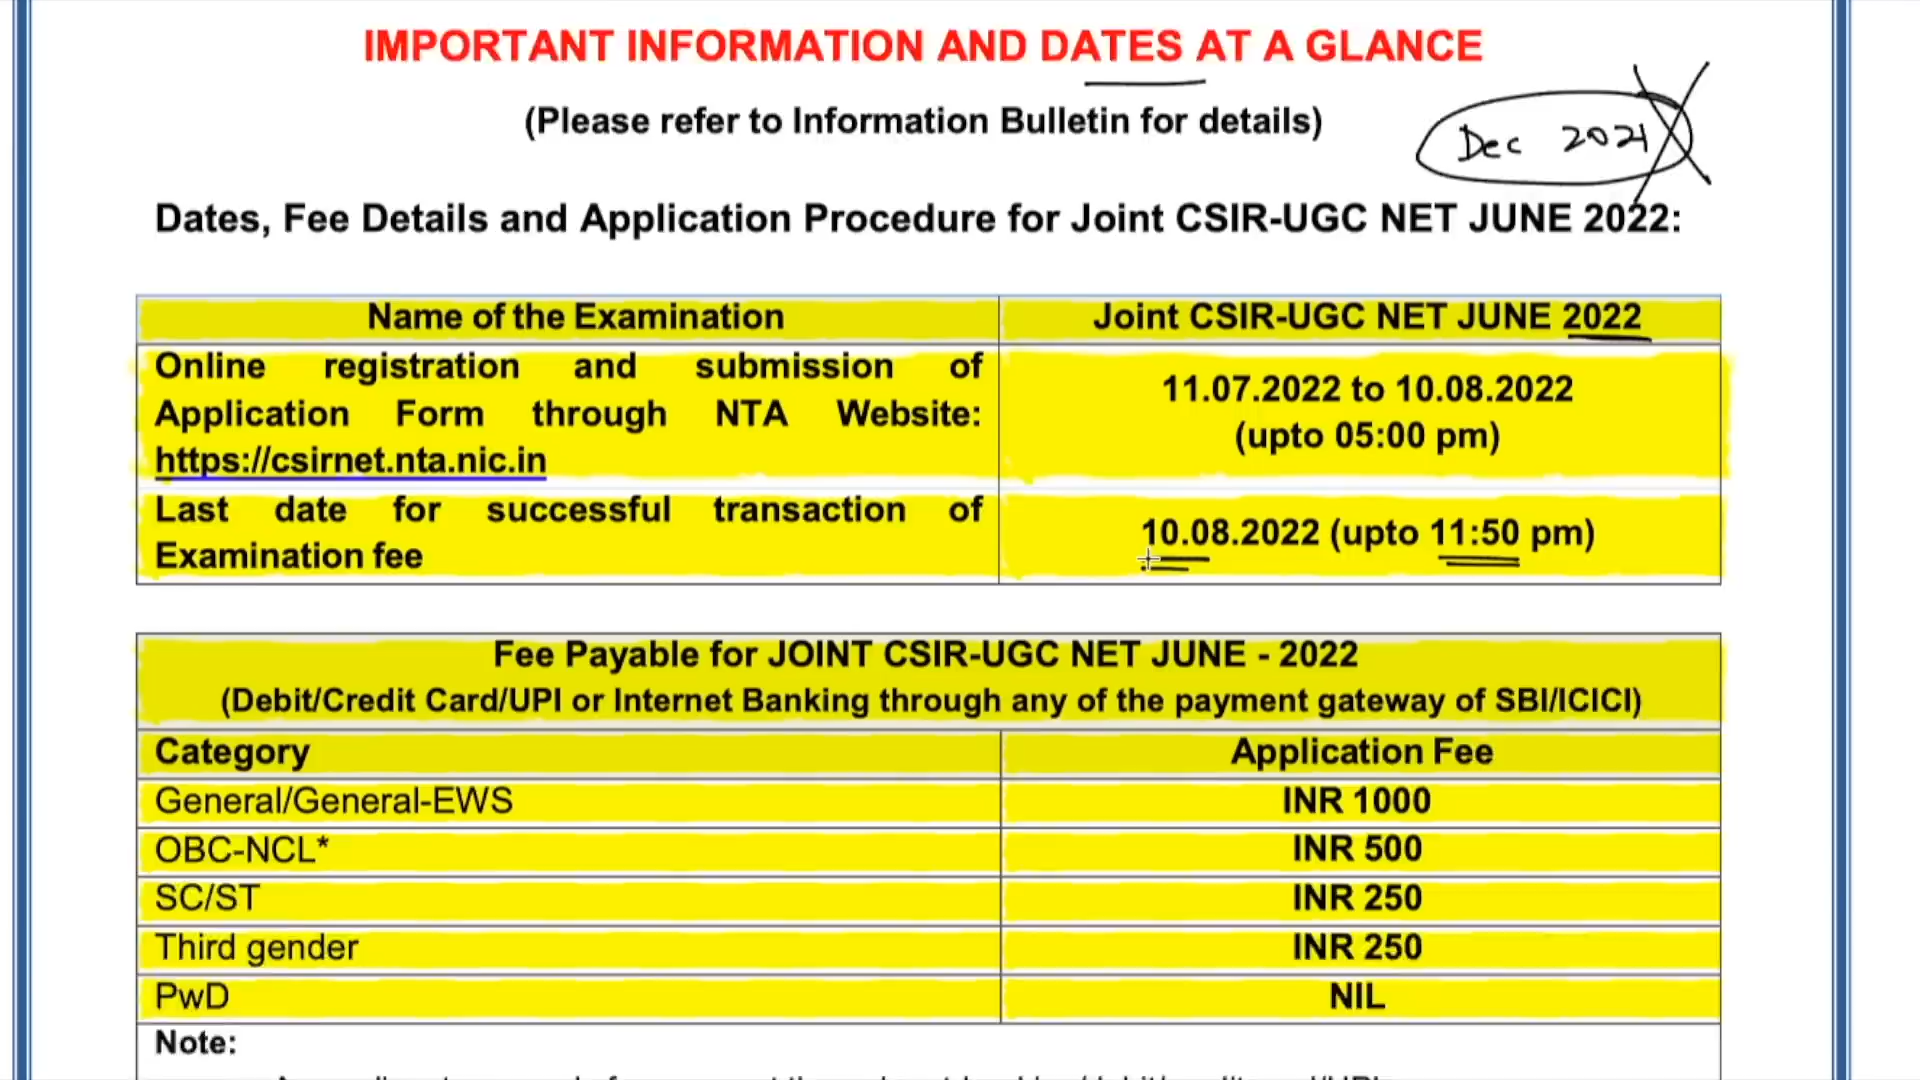 IMPORTANT INFORMATION AND DATES AT A GLANCE
(Please refer to Information Bulletin for details)
Dec 2021
Dates, Fee Details and Application Procedure for Joint CSIR-UGC NET JUNE 2022:
Name of the Examination Joint CSIR-UGC NET JUNE 2022
Online registration and submission of
Application Form through NTA Website:
https://csirnet.nta.nic.in
11.07.2022 to 10.08.2022
(upto 05:00 pm)
Last date for successful transaction of
Examination fee
10.08.2022 (upto 11:50 pm)
Fee Payable for JOINT CSIR-UGC NET JUNE - 2022
(Debit/Credit Card/UPI or Internet Banking through any of the payment gateway of SBI/ICICI)
Category Application Fee
General/General-EWS INR 1000
OBC-NCL* INR 500
SC/ST INR 250
Third gender INR 250
PwD NIL
Note: